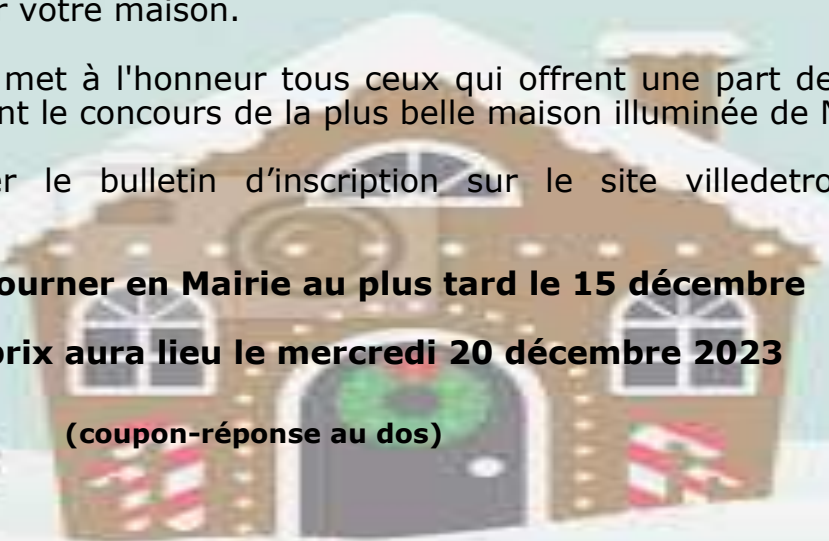 r votre maison.
met à l'honneur tous ceux qui offrent une part de
nt le concours de la plus belle maison illuminée de
er le bulletin d’inscription sur le site villedetro
ourner en Mairie au plus tard le 15 décembre
prix aura lieu le mercredi 20 décembre 2023
(coupon-réponse au dos)